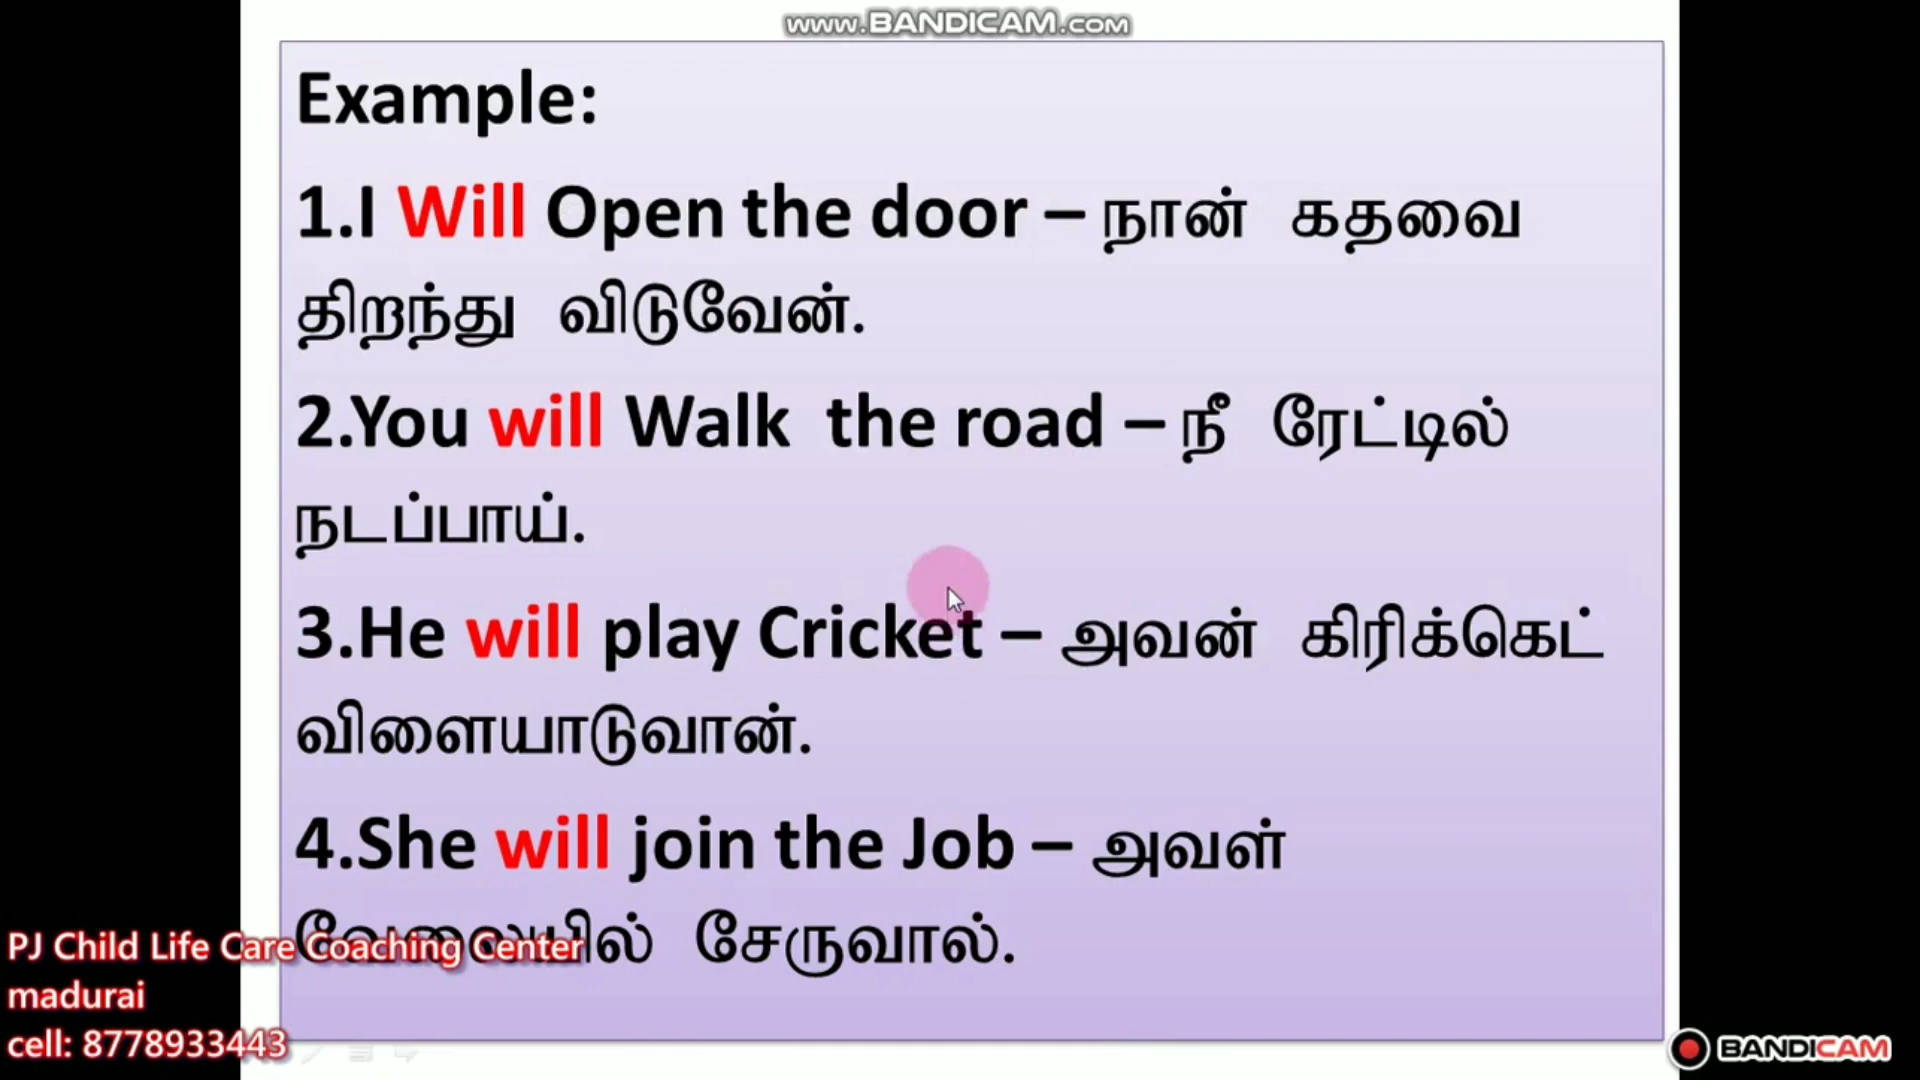 www.BANDICAM.com
Example:
1.I Will Open the door – நான் கதவை
திறந்து விடுவேன்.
2.You will Walk the road – நீ ரேட்டில்
நடப்பாய்.
3.He will play Cricket – அவன் கிரிக்கெட்
விளையாடுவான்.
4.She will join the Job – அவள்
வேலையில் சேருவால்.
PJ Child Life Care Coaching Center
madurai
cell: 8778933443
BANDICAM